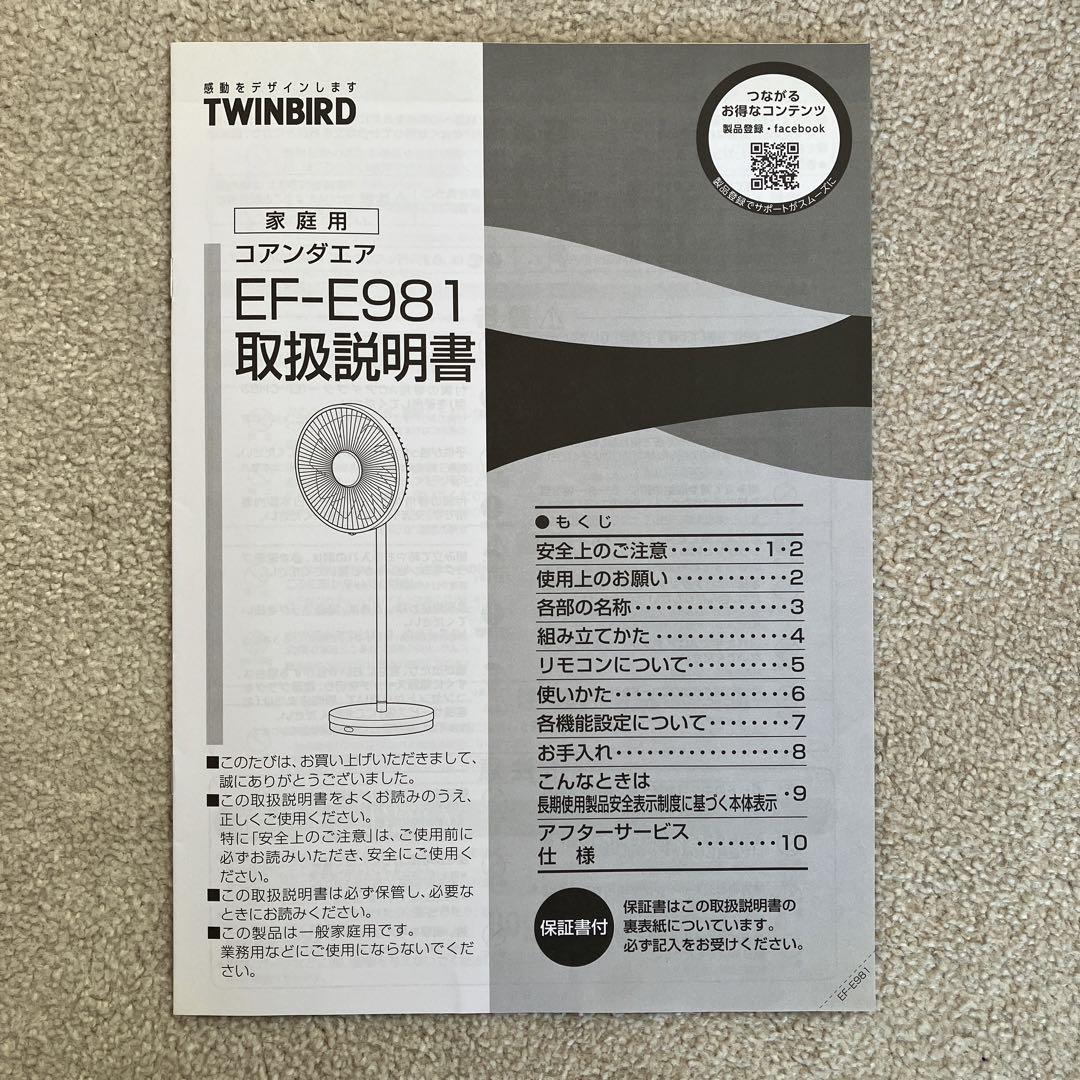 感動をデザインします
TWINBIRD
つながる
お得なコンテンツ
製品登録・facebook
製品登録でサポートがスムーズに
家庭用
コアンダエア
EF-E981
取扱説明書
■このたびは、お買い上げいただきまして、
誠にありがとうございました。
■この取扱説明書をよくお読みのうえ、
正しくご使用ください。
特に「安全上のご注意」は、ご使用前に
必ずお読みいただき、安全にご使用く
ださい。
■この取扱説明書は必ず保管し、必要な
ときにお読みください。
■この製品は一般家庭用です。
業務用などにご使用にならないでくだ
さい。
●もくじ
安全上のご注意・・・・・・・・・1・2
使用上のお願い・・・・・・・・・・・2
各部の名称・・・・・・・・・・・・・・・3
組み立てかた・・・・・・・・・・・・・4
リモコンについて・・・・・・・・・・5
使いかた・・・・・・・・・・・・・・・・・6
各機能設定について・・・・・・・・7
お手入れ・・・・・・・・・・・・・・・・・8
こんなときは
長期使用製品安全表示制度に基づく本体表示・9
アフターサービス
仕 様・・・・・・・・10
保証書付
保証書はこの取扱説明書の
裏表紙についています。
必ず記入をお受けください。
EF-E981